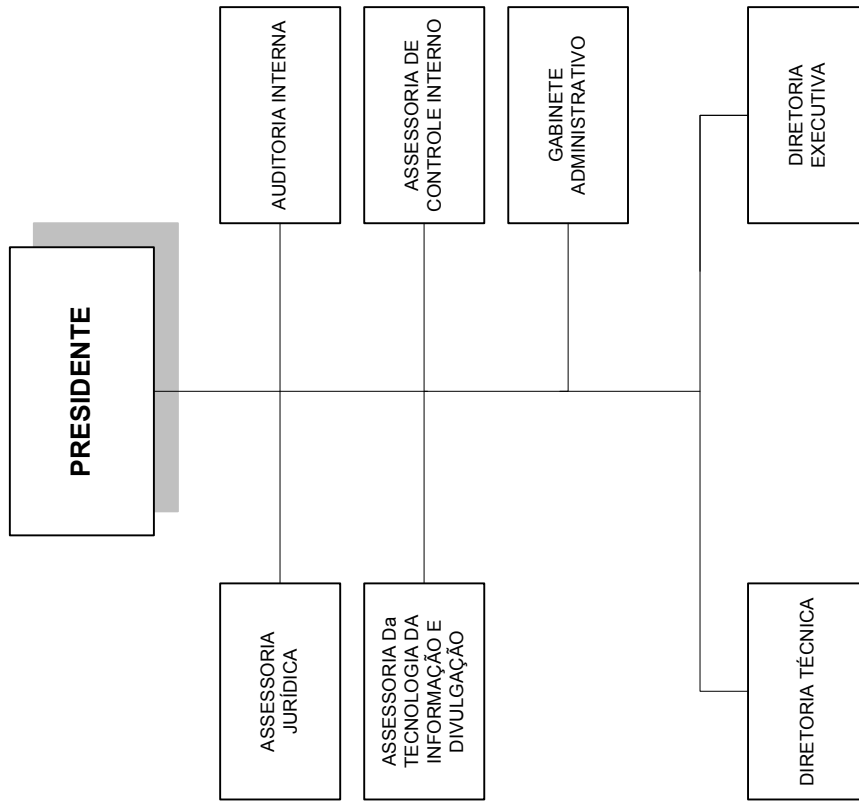 PRESIDENTE
ASSESSORIA
JURÍDICA
AUDITORIA INTERNA
ASSESSORIA Da
TECNOLOGIA DA
INFORMAÇÃO E
DIVULGAÇÃO
ASSESSORIA DE
CONTROLE INTERNO
GABINETE
ADMINISTRATIVO
DIRETORIA TÉCNICA
DIRETORIA
EXECUTIVA